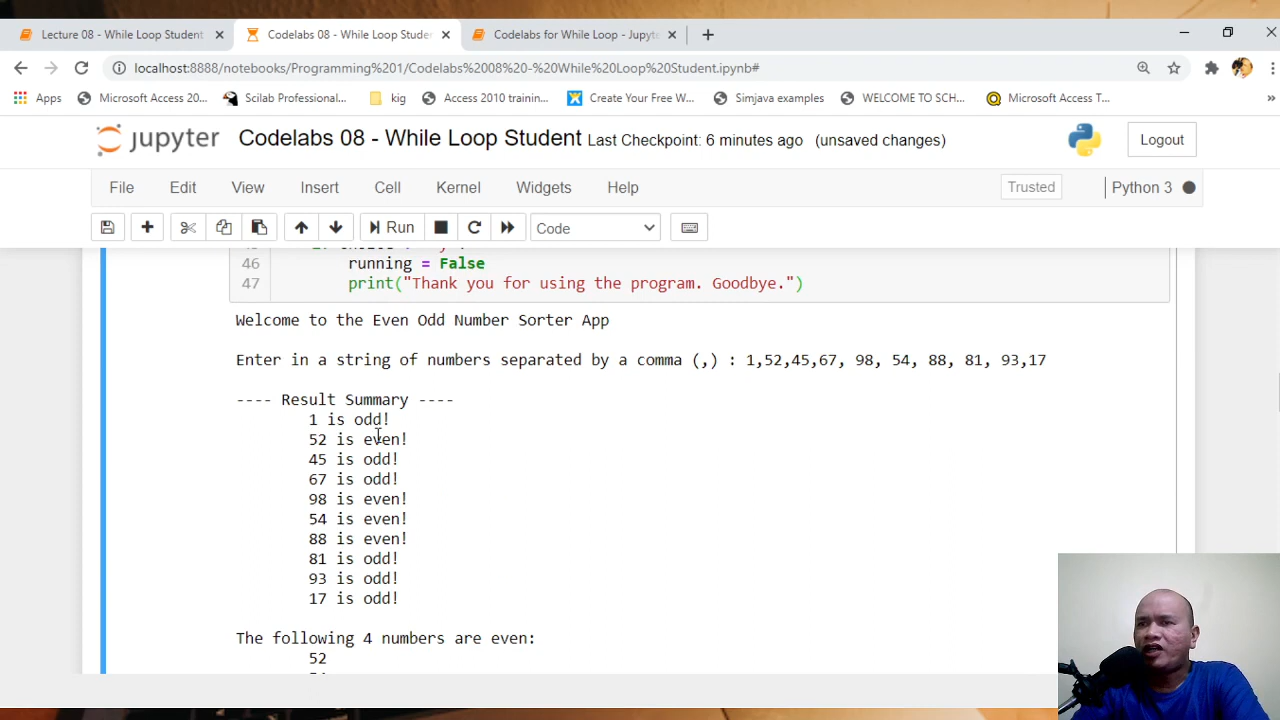 Lecture 08 - While Loop Student
Codelabs 08 - While Loop Studer
Codelabs for While Loop - Jupyt
localhost:8888/notebooks/Programming%201/Codelabs%2008%20-%20While%20Loop%20Student.ipynb#
Apps
Microsoft Access 20...
Scilab Professional...
kig
Access 2010 trainin...
Create Your Free W...
Simjava examples
WELCOME TO SCH...
Microsoft Access T...
jupyter
Codelabs 08 - While Loop Student Last Checkpoint: 6 minutes ago (unsaved changes)
Logout
File Edit View Insert Cell Kernel Widgets Help
Trusted
Python 3
Run
Code
46 running = False
47 print("Thank you for using the program. Goodbye.")
Welcome to the Even Odd Number Sorter App
Enter in a string of numbers separated by a comma (,) : 1,52,45,67, 98, 54, 88, 81, 93,17
---- Result Summary ----
1 is odd!
52 is even!
45 is odd!
67 is odd!
98 is even!
54 is even!
88 is even!
81 is odd!
93 is odd!
17 is odd!
The following 4 numbers are even:
52